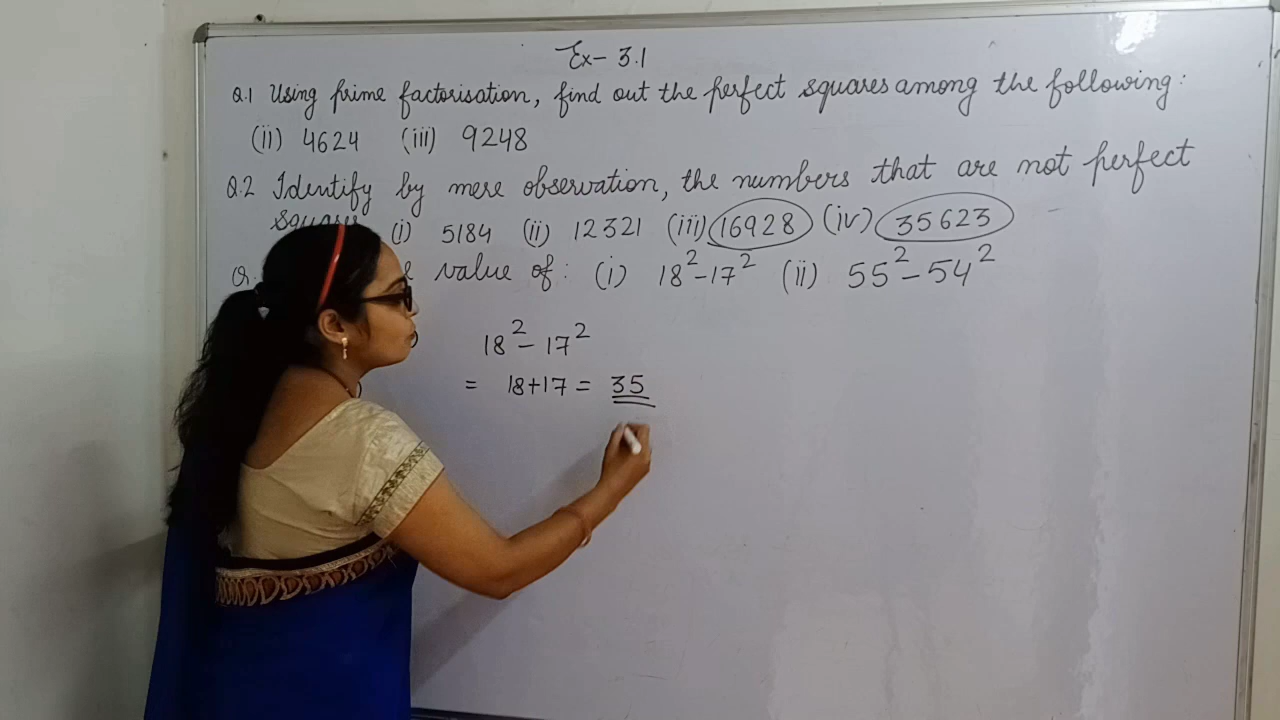 Ex- 3.1
Q.1 Using prime factorisation, find out the perfect squares among the following:
(ii) 4624 (iii) 9248
Q.2 Identify by mere observation, the numbers that are not perfect
squares (i) 5184 (ii) 12321 (iii) 16928 (iv) 35623
value of: (i) 18²-17² (ii) 55²-54²
18²-17²
= 18+17 = 35